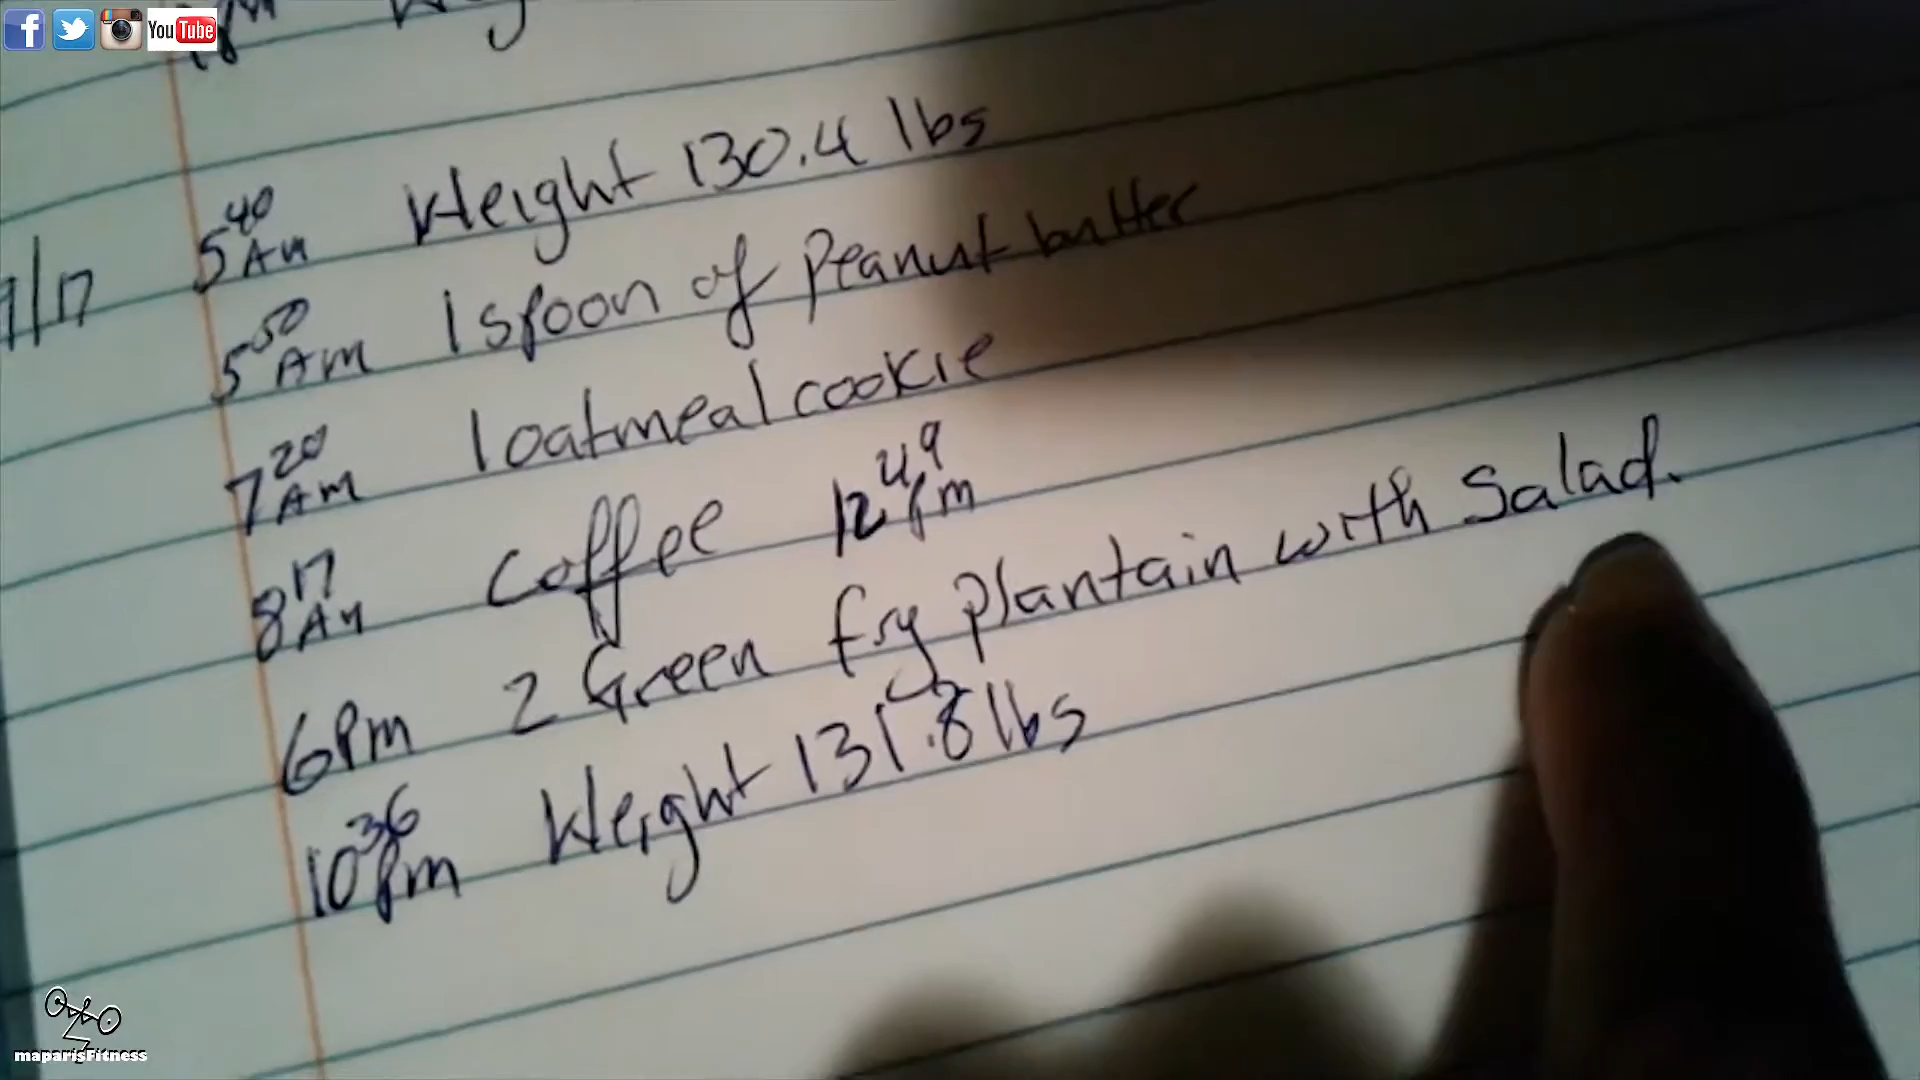 You Tube
5 40 Am Weight 130.4 lbs
1/17 5 50 Am 1 spoon of Peanut butter
7 20 Am 1 oatmeal cookie
8 17 Am Coffee 12 49 Pm
6 Pm 2 Green fry plantain with Salad.
10 36 Pm Weight 131.8 lbs
maparisFitness